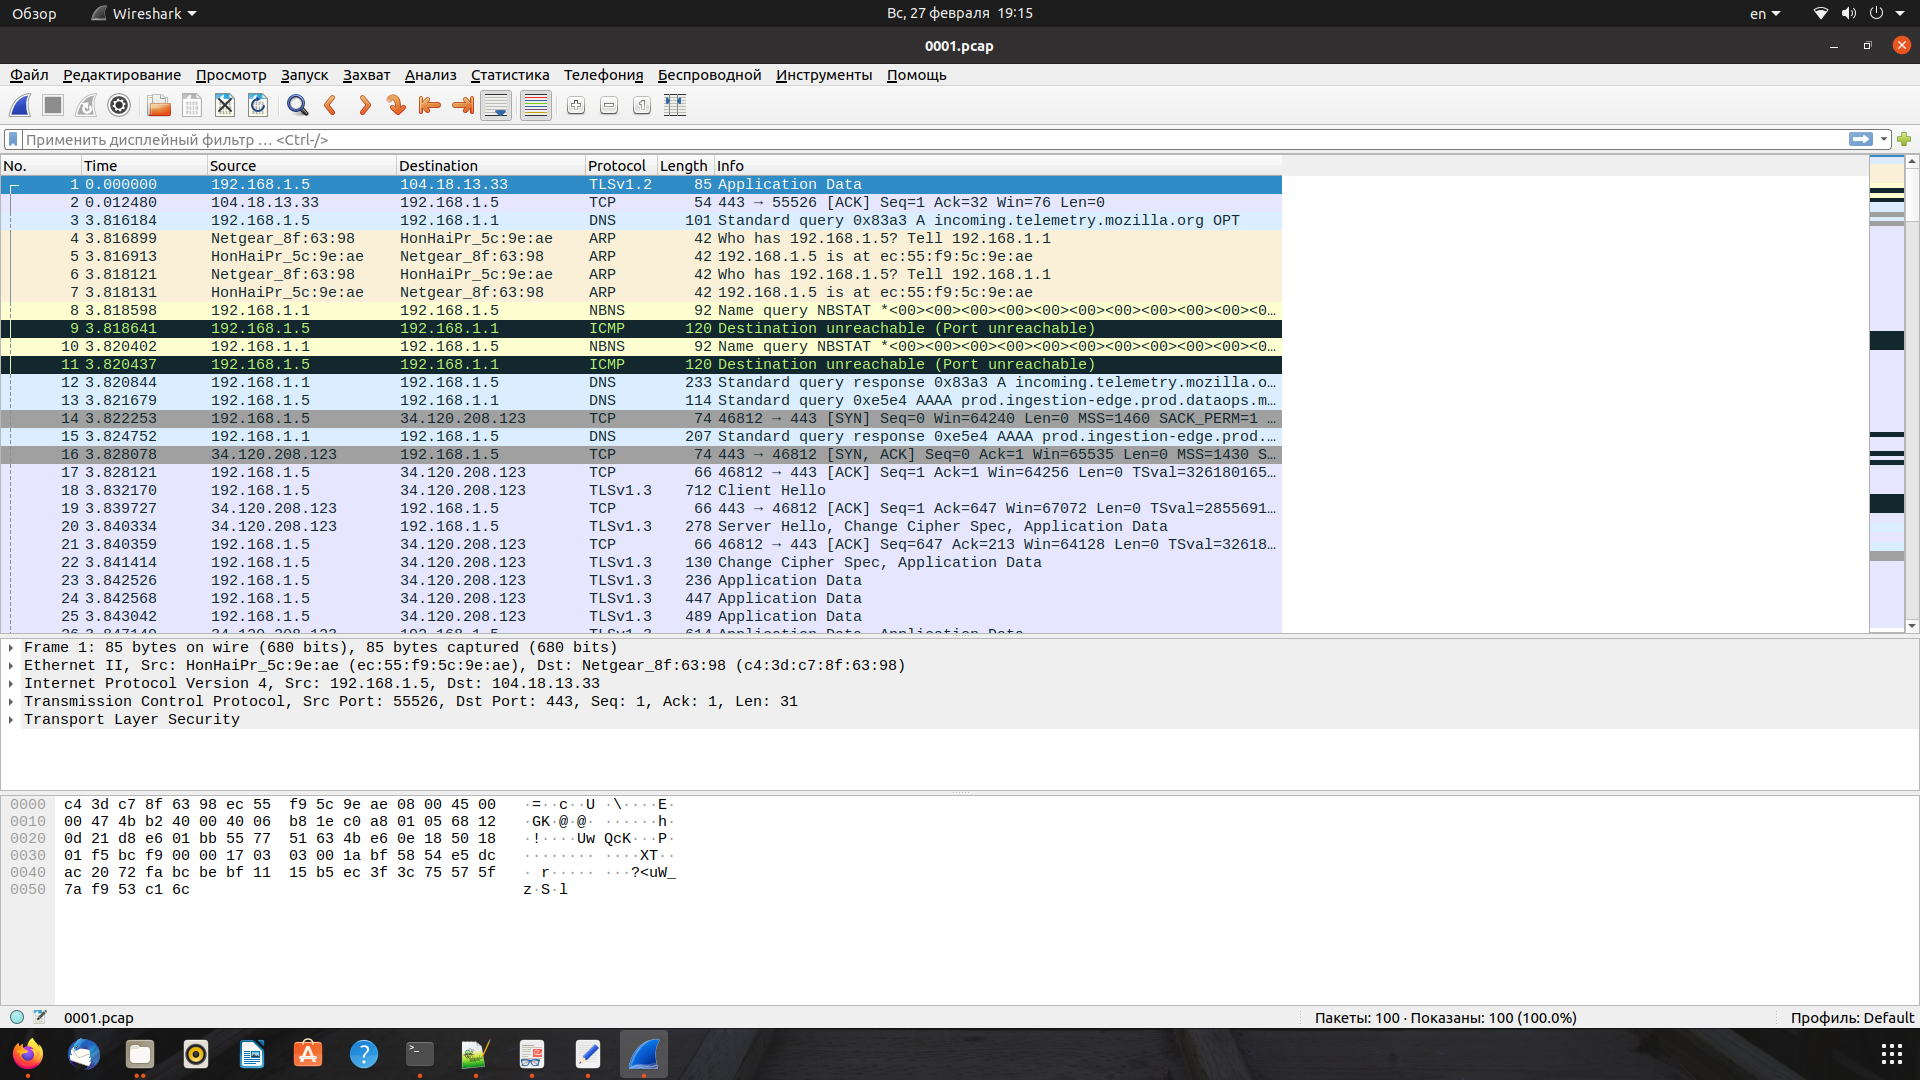 Обзор Wireshark Вс, 27 февраля 19:15 en
0001.pcap
Файл Редактирование Просмотр Запуск Захват Анализ Статистика Телефония Беспроводной Инструменты Помощь
Применить дисплейный фильтр … <Ctrl-/>
No. Time Source Destination Protocol Length Info
1 0.000000 192.168.1.5 104.18.13.33 TLSv1.2 85 Application Data
2 0.012480 104.18.13.33 192.168.1.5 TCP 54 443 → 55526 [ACK] Seq=1 Ack=32 Win=76 Len=0
3 3.816184 192.168.1.5 192.168.1.1 DNS 101 Standard query 0x83a3 A incoming.telemetry.mozilla.org OPT
4 3.816899 Netgear_8f:63:98 HonHaiPr_5c:9e:ae ARP 42 Who has 192.168.1.5? Tell 192.168.1.1
5 3.816913 HonHaiPr_5c:9e:ae Netgear_8f:63:98 ARP 42 192.168.1.5 is at ec:55:f9:5c:9e:ae
6 3.818121 Netgear_8f:63:98 HonHaiPr_5c:9e:ae ARP 42 Who has 192.168.1.5? Tell 192.168.1.1
7 3.818131 HonHaiPr_5c:9e:ae Netgear_8f:63:98 ARP 42 192.168.1.5 is at ec:55:f9:5c:9e:ae
8 3.818598 192.168.1.1 192.168.1.5 NBNS 92 Name query NBSTAT *<00><00><00><00><00><00><00><00><00><00><0…
9 3.818641 192.168.1.5 192.168.1.1 ICMP 120 Destination unreachable (Port unreachable)
10 3.820402 192.168.1.1 192.168.1.5 NBNS 92 Name query NBSTAT *<00><00><00><00><00><00><00><00><00><00><0…
11 3.820437 192.168.1.5 192.168.1.1 ICMP 120 Destination unreachable (Port unreachable)
12 3.820844 192.168.1.1 192.168.1.5 DNS 233 Standard query response 0x83a3 A incoming.telemetry.mozilla.o…
13 3.821679 192.168.1.5 192.168.1.1 DNS 114 Standard query 0xe5e4 AAAA prod.ingestion-edge.prod.dataops.m…
14 3.822253 192.168.1.5 34.120.208.123 TCP 74 46812 → 443 [SYN] Seq=0 Win=64240 Len=0 MSS=1460 SACK_PERM=1 …
15 3.824752 192.168.1.1 192.168.1.5 DNS 207 Standard query response 0xe5e4 AAAA prod.ingestion-edge.prod.…
16 3.828078 34.120.208.123 192.168.1.5 TCP 74 443 → 46812 [SYN, ACK] Seq=0 Ack=1 Win=65535 Len=0 MSS=1430 S…
17 3.828121 192.168.1.5 34.120.208.123 TCP 66 46812 → 443 [ACK] Seq=1 Ack=1 Win=64256 Len=0 TSval=326180165…
18 3.832170 192.168.1.5 34.120.208.123 TLSv1.3 712 Client Hello
19 3.839727 34.120.208.123 192.168.1.5 TCP 66 443 → 46812 [ACK] Seq=1 Ack=647 Win=67072 Len=0 TSval=2855691…
20 3.840334 34.120.208.123 192.168.1.5 TLSv1.3 278 Server Hello, Change Cipher Spec, Application Data
21 3.840359 192.168.1.5 34.120.208.123 TCP 66 46812 → 443 [ACK] Seq=647 Ack=213 Win=64128 Len=0 TSval=32618…
22 3.841414 192.168.1.5 34.120.208.123 TLSv1.3 130 Change Cipher Spec, Application Data
23 3.842526 192.168.1.5 34.120.208.123 TLSv1.3 236 Application Data
24 3.842568 192.168.1.5 34.120.208.123 TLSv1.3 447 Application Data
25 3.843042 192.168.1.5 34.120.208.123 TLSv1.3 489 Application Data
26 3.847149 34.120.208.123 192.168.1.5 TLSv1.3 614 Application Data, Application Data
Frame 1: 85 bytes on wire (680 bits), 85 bytes captured (680 bits)
Ethernet II, Src: HonHaiPr_5c:9e:ae (ec:55:f9:5c:9e:ae), Dst: Netgear_8f:63:98 (c4:3d:c7:8f:63:98)
Internet Protocol Version 4, Src: 192.168.1.5, Dst: 104.18.13.33
Transmission Control Protocol, Src Port: 55526, Dst Port: 443, Seq: 1, Ack: 1, Len: 31
Transport Layer Security
0000 c4 3d c7 8f 63 98 ec 55 f9 5c 9e ae 08 00 45 00 ·=··c··U ·\····E·
0010 00 47 4b b2 40 00 40 06 b8 1e c0 a8 01 05 68 12 ·GK·@·@· ······h·
0020 0d 21 d8 e6 01 bb 55 77 51 63 4b e6 0e 18 50 18 ·!····Uw QcK···P·
0030 01 f5 bc f9 00 00 17 03 03 00 1a bf 58 54 e5 dc ········ ····XT··
0040 ac 20 72 fa bc be bf 11 15 b5 ec 3f 3c 75 57 5f · r····· ···?<uW_
0050 7a f9 53 c1 6c z·S·l
0001.pcap Пакеты: 100 · Показаны: 100 (100.0%) Профиль: Default